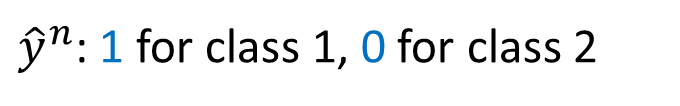 ŷⁿ: 1 for class 1, 0 for class 2